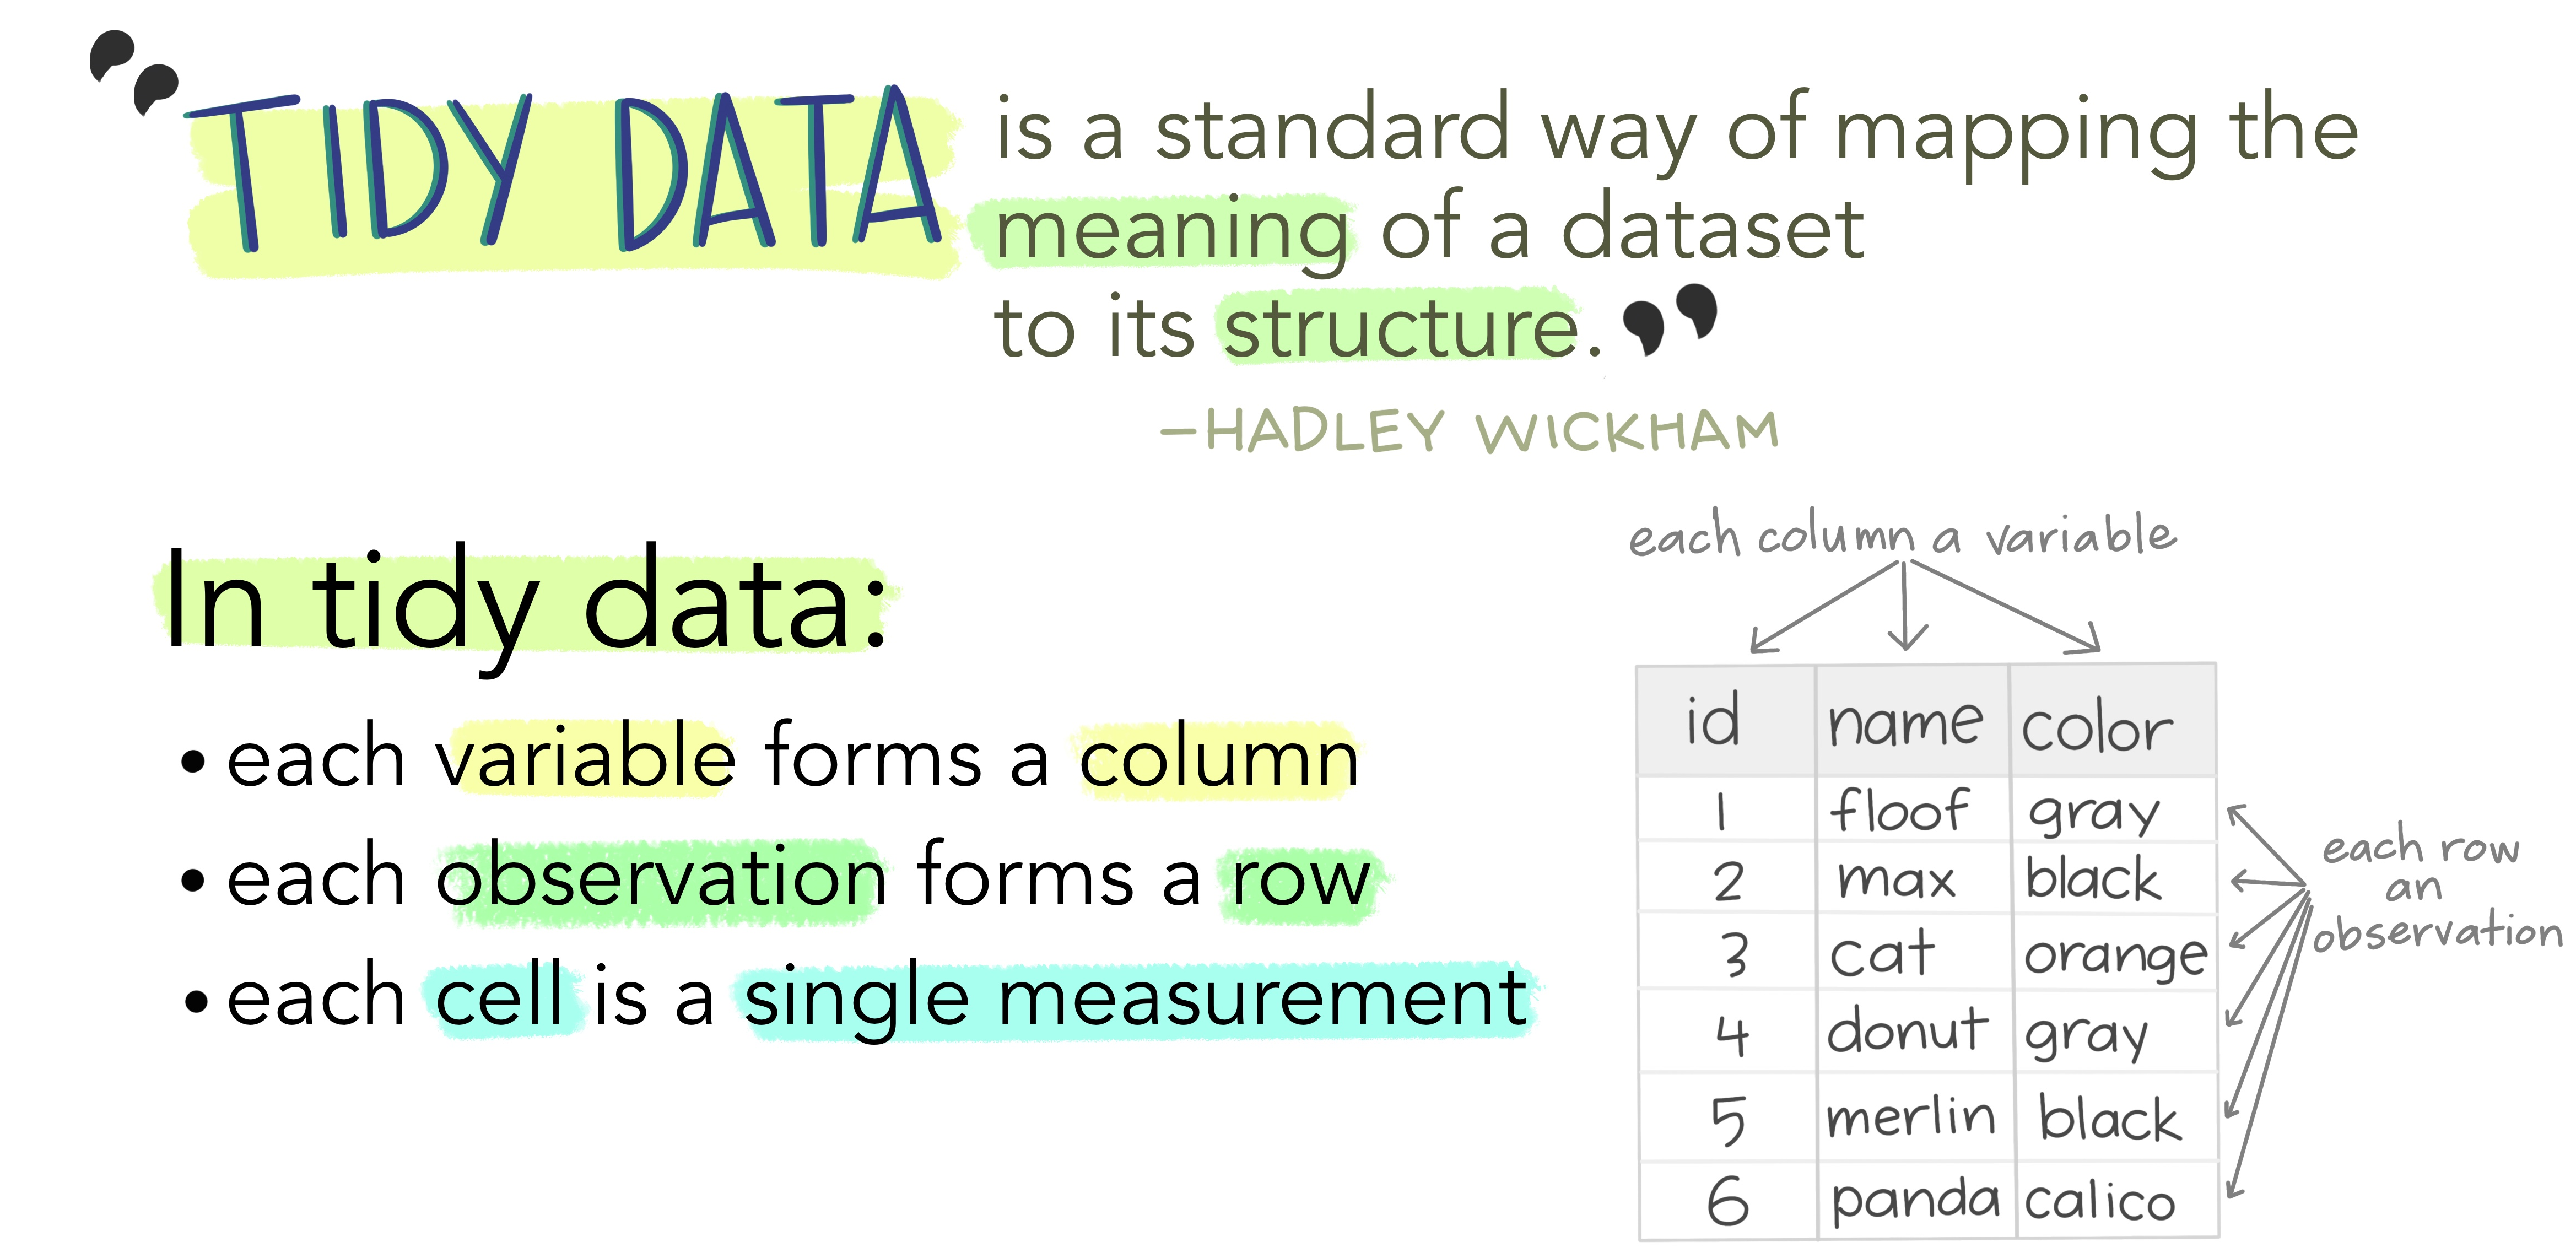 “TIDY DATA is a standard way of mapping the
meaning of a dataset
to its structure.”
—HADLEY WICKHAM
In tidy data:
• each variable forms a column
• each observation forms a row
• each cell is a single measurement
each column a variable
id name color
1 floof gray
2 max black
3 cat orange
4 donut gray
5 merlin black
6 panda calico
each row
an
observation